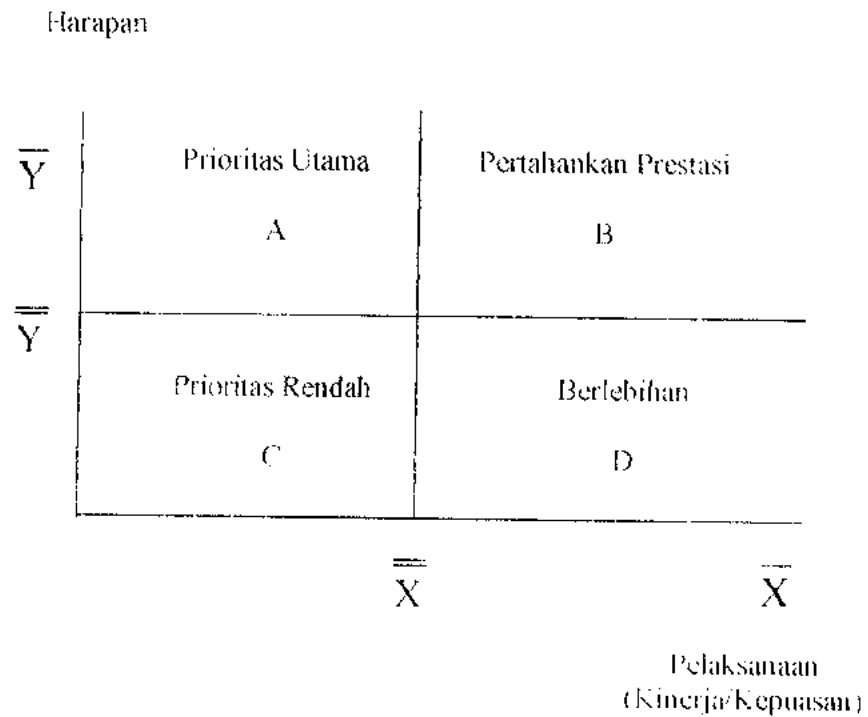 Harapan
Y̅
Prioritas Utama
Pertahankan Prestasi
A
B
Y̿
Prioritas Rendah
Berlebihan
C
D
X̿
X̅
Pelaksanaan
(Kinerja/Kepuasan)